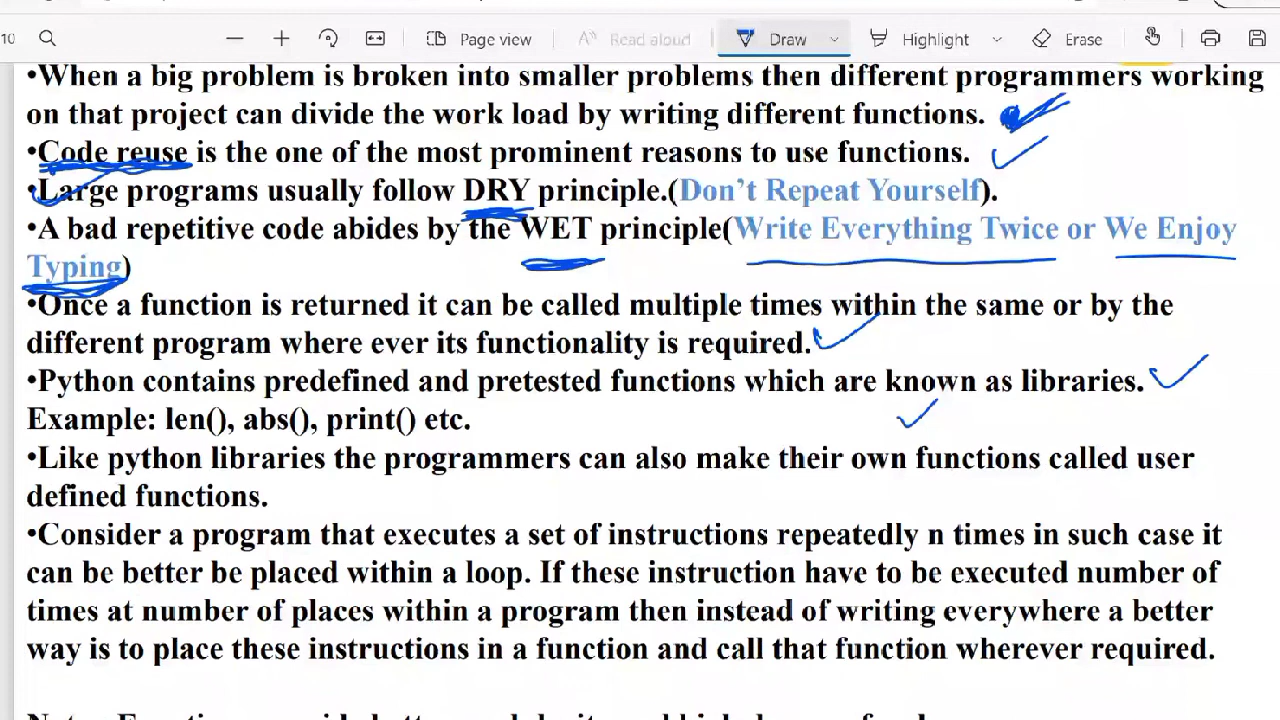 10 Page view Read aloud Draw Highlight Erase
•When a big problem is broken into smaller problems then different programmers working
on that project can divide the work load by writing different functions.
•Code reuse is the one of the most prominent reasons to use functions.
•Large programs usually follow DRY principle.(Don’t Repeat Yourself).
•A bad repetitive code abides by the WET principle(Write Everything Twice or We Enjoy
Typing)
•Once a function is returned it can be called multiple times within the same or by the
different program where ever its functionality is required.
•Python contains predefined and pretested functions which are known as libraries.
Example: len(), abs(), print() etc.
•Like python libraries the programmers can also make their own functions called user
defined functions.
•Consider a program that executes a set of instructions repeatedly n times in such case it
can be better be placed within a loop. If these instruction have to be executed number of
times at number of places within a program then instead of writing everywhere a better
way is to place these instructions in a function and call that function wherever required.